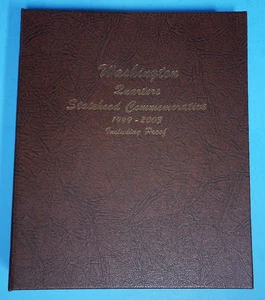 Washington
Quarters
Statehood Commemorative
1999-2003
Including Proof